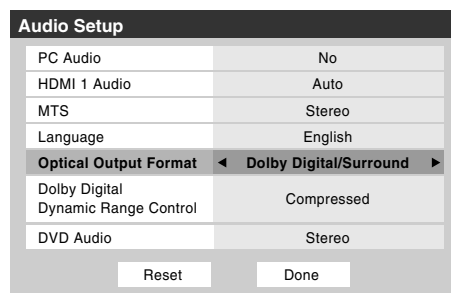 Audio Setup
PC Audio No
HDMI 1 Audio Auto
MTS Stereo
Language English
Optical Output Format ◀ Dolby Digital/Surround ▶
Dolby Digital
Dynamic Range Control Compressed
DVD Audio Stereo
Reset Done